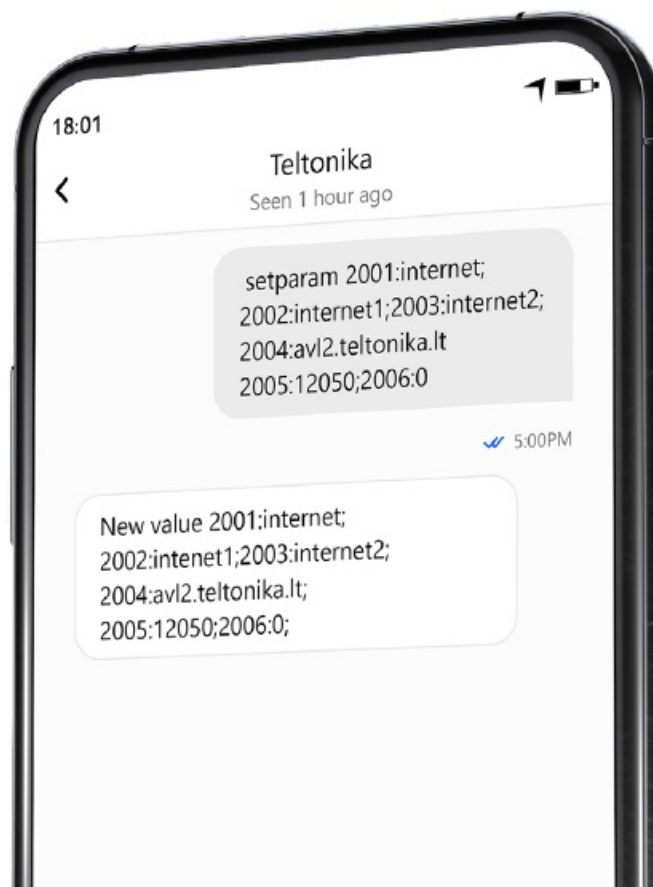 18:01
Teltonika
Seen 1 hour ago
setparam 2001:internet;
2002:internet1;2003:internet2;
2004:avl2.teltonika.lt
2005:12050;2006:0
5:00PM
New value 2001:internet;
2002:intenet1;2003:internet2;
2004:avl2.teltonika.lt;
2005:12050;2006:0;